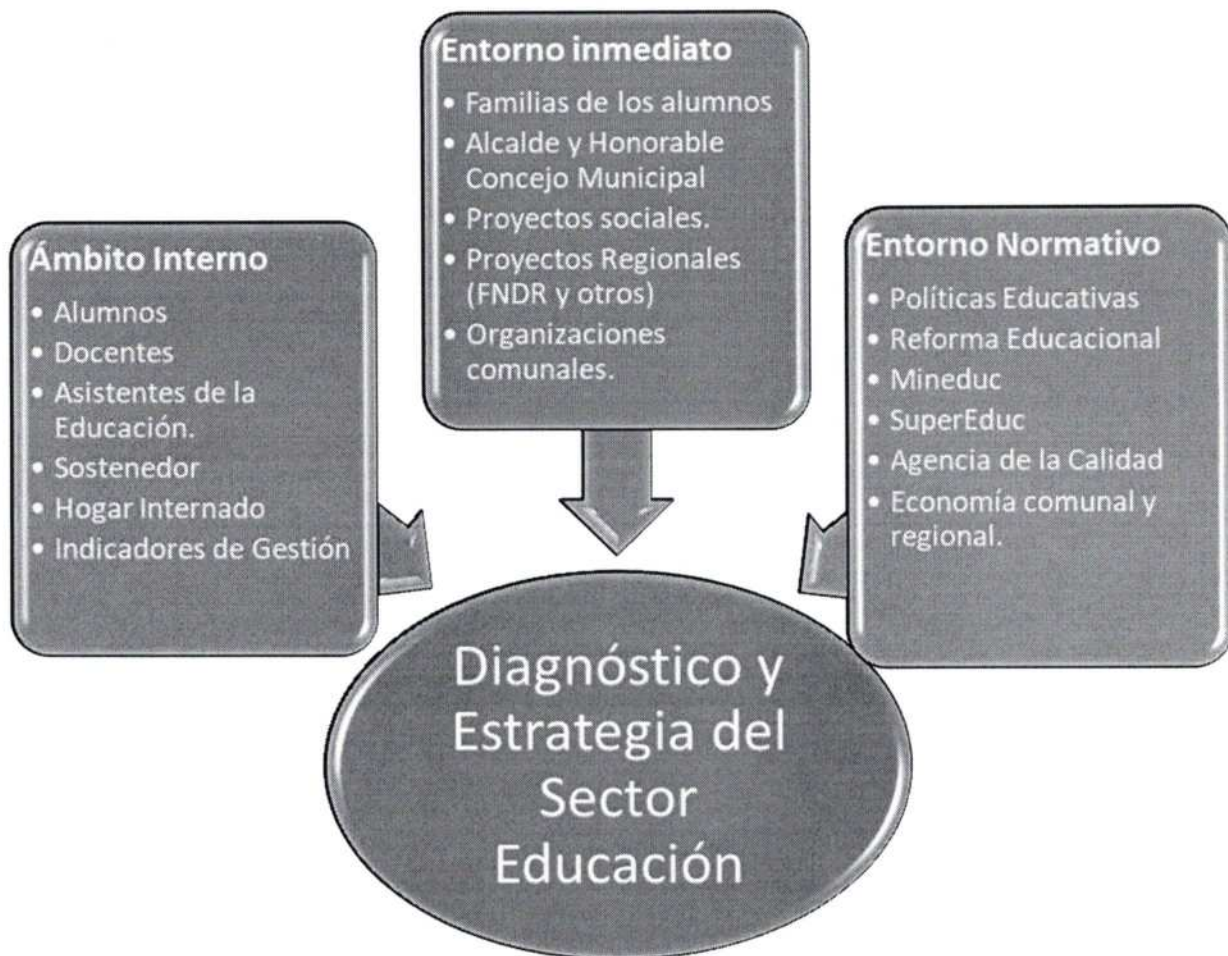 Entorno inmediato
• Familias de los alumnos
• Alcalde y Honorable
Concejo Municipal
• Proyectos sociales.
• Proyectos Regionales
(FNDR y otros)
• Organizaciones
comunales.
Ámbito Interno
• Alumnos
• Docentes
• Asistentes de la
Educación.
• Sostenedor
• Hogar Internado
• Indicadores de Gestión
Entorno Normativo
• Políticas Educativas
• Reforma Educacional
• Mineduc
• SuperEduc
• Agencia de la Calidad
• Economía comunal y
regional.
Diagnóstico y
Estrategia del
Sector
Educación